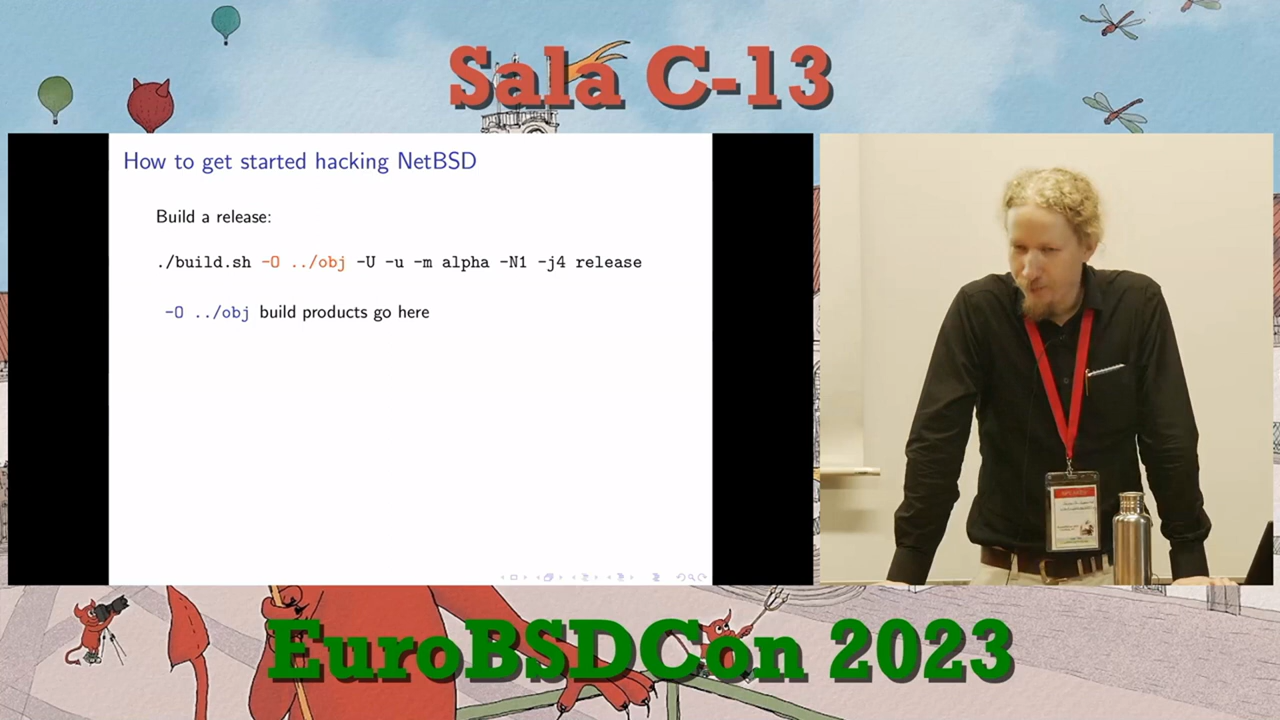 Sala C-13
How to get started hacking NetBSD
Build a release:
./build.sh -O ../obj -U -u -m alpha -N1 -j4 release
-O ../obj build products go here
SPEAKER
EuroBSDCon 2023